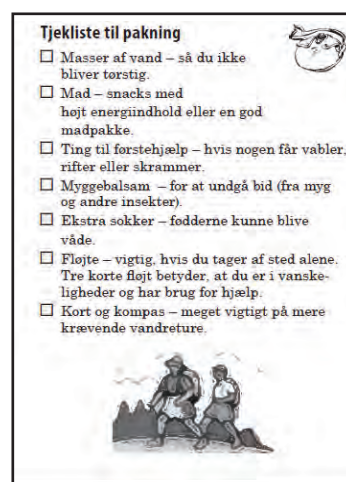 Tjekliste til pakning
Masser af vand – så du ikke
bliver tørstig.
Mad – snacks med
højt energiindhold eller en god
madpakke.
Ting til førstehjælp – hvis nogen får vabler,
rifter eller skrammer.
Myggebalsam – for at undgå bid (fra myg
og andre insekter).
Ekstra sokker – fødderne kunne blive
våde.
Fløjte – vigtig, hvis du tager af sted alene.
Tre korte fløjt betyder, at du er i vanske-
ligheder og har brug for hjælp.
Kort og kompas – meget vigtigt på mere
krævende vandreture.